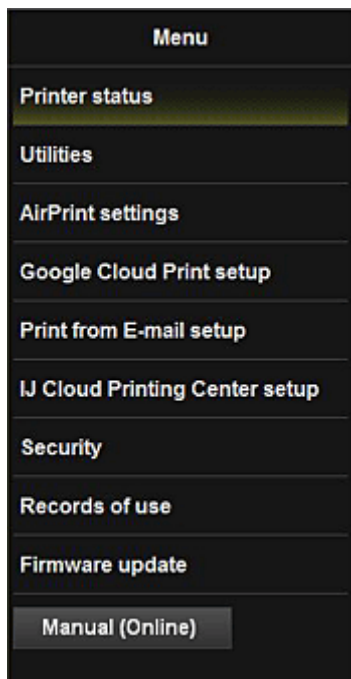 Menu
Printer status
Utilities
AirPrint settings
Google Cloud Print setup
Print from E-mail setup
IJ Cloud Printing Center setup
Security
Records of use
Firmware update
Manual (Online)